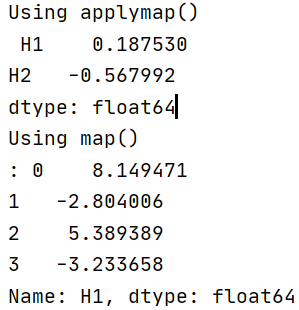 Using applymap()
 H1    0.187530
H2   -0.567992
dtype: float64
Using map()
: 0    8.149471
1   -2.804006
2    5.389389
3   -3.233658
Name: H1, dtype: float64